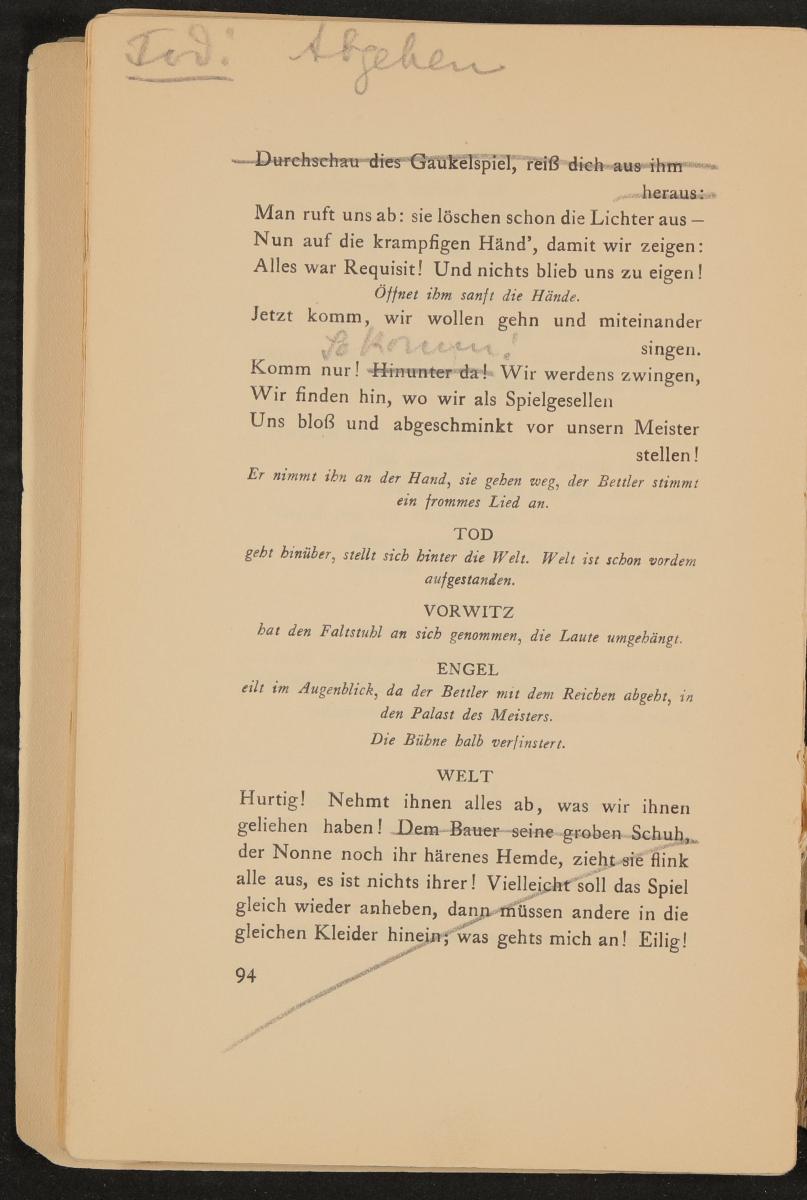 Tod: Abgehen
Durchschau dies Gaukelspiel, reiß dich aus ihm
heraus:
Man ruft uns ab: sie löschen schon die Lichter aus —
Nun auf die krampfigen Händ’, damit wir zeigen:
Alles war Requisit! Und nichts blieb uns zu eigen!
Öffnet ihm sanft die Hände.
Jetzt komm, wir wollen gehn und miteinander
singen.
So komm!
Komm nur! Hinunter da! Wir werdens zwingen,
Wir finden hin, wo wir als Spielgesellen
Uns bloß und abgeschminkt vor unsern Meister
stellen!
Er nimmt ihn an der Hand, sie gehen weg, der Bettler stimmt
ein frommes Lied an.
TOD
geht hinüber, stellt sich hinter die Welt. Welt ist schon vordem
aufgestanden.
VORWITZ
hat den Faltstuhl an sich genommen, die Laute umgehängt.
ENGEL
eilt im Augenblick, da der Bettler mit dem Reichen abgeht, in
den Palast des Meisters.
Die Bühne halb verfinstert.
WELT
Hurtig! Nehmt ihnen alles ab, was wir ihnen
geliehen haben! Dem Bauer seine groben Schuh,
der Nonne noch ihr härenes Hemde, zieht sie flink
alle aus, es ist nichts ihrer! Vielleicht soll das Spiel
gleich wieder anheben, dann müssen andere in die
gleichen Kleider hinein; was gehts mich an! Eilig!
94